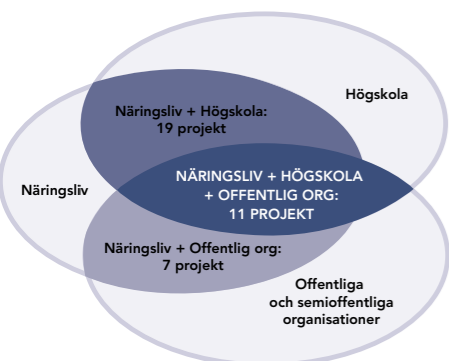 Högskola
Näringsliv + Högskola:
19 projekt
NÄRINGSLIV + HÖGSKOLA
+ OFFENTLIG ORG:
11 PROJEKT
Näringsliv
Näringsliv + Offentlig org:
7 projekt
Offentliga
och semioffentliga
organisationer